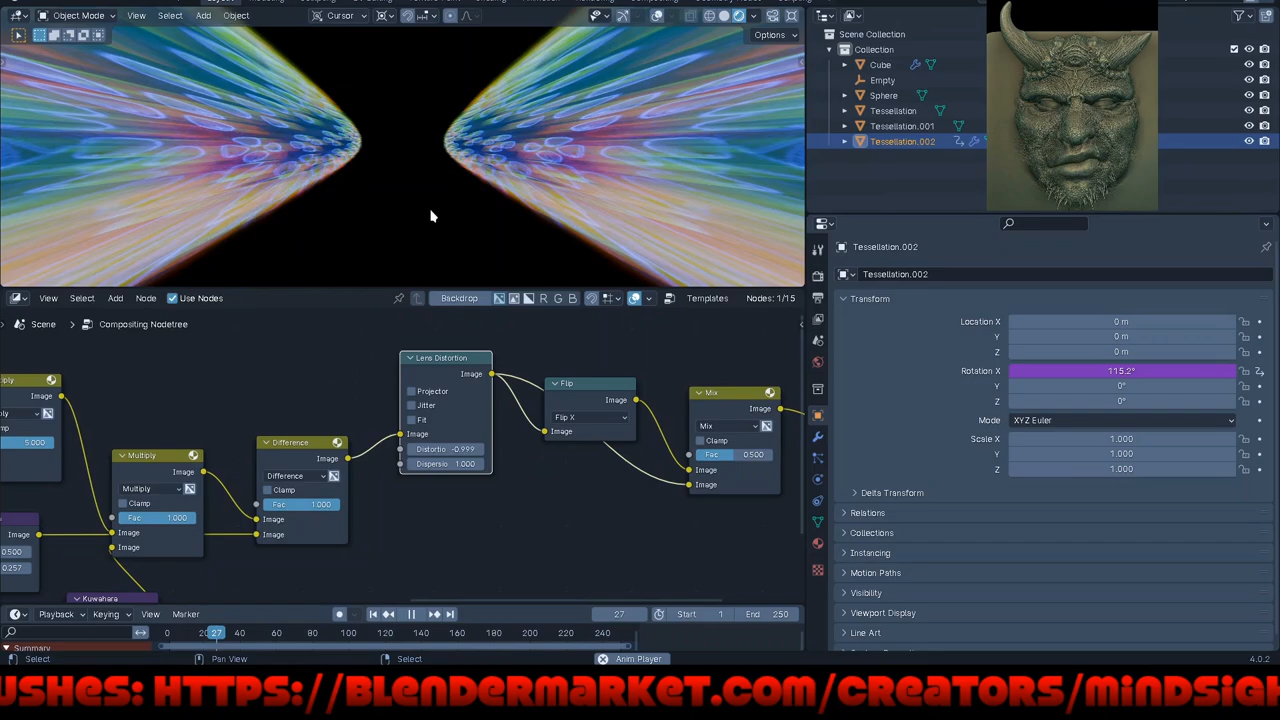 Object Mode View Select Add Object Cursor
Options
Scene Collection
Collection
Cube
Empty
Sphere
Tessellation
Tessellation.001
Tessellation.002
Tessellation.002
Tessellation.002
Transform
Location X 0 m
Y 0 m
Z 0 m
Rotation X 115.2°
Y 0°
Z 0°
Mode XYZ Euler
Scale X 1.000
Y 1.000
Z 1.000
Delta Transform
Relations
Collections
Instancing
Motion Paths
Visibility
Viewport Display
Line Art
View Select Add Node Use Nodes Backdrop R G B Templates Nodes: 1/15
Scene > Compositing Nodetree
ply
Image
ply
5.000
Image
0.500
0.257
Multiply
Image
Multiply
Clamp
Fac 1.000
Image
Image
Kuwahara
Difference
Image
Difference
Clamp
Fac 1.000
Image
Image
Lens Distortion
Image
Projector
Jitter
Fit
Image
Distortio -0.999
Dispersio 1.000
Flip
Image
Flip X
Image
Mix
Image
Mix
Clamp
Fac 0.500
Image
Image
Playback Keying View Marker 27 Start 1 End 250
0 20 27 40 60 80 100 120 140 160 180 200 220 240
Summary
Select Pan View Select Anim Player 4.0.2
USHES: HTTPS://BLENDERMARKET.COM/CREATORS/MINDSIG